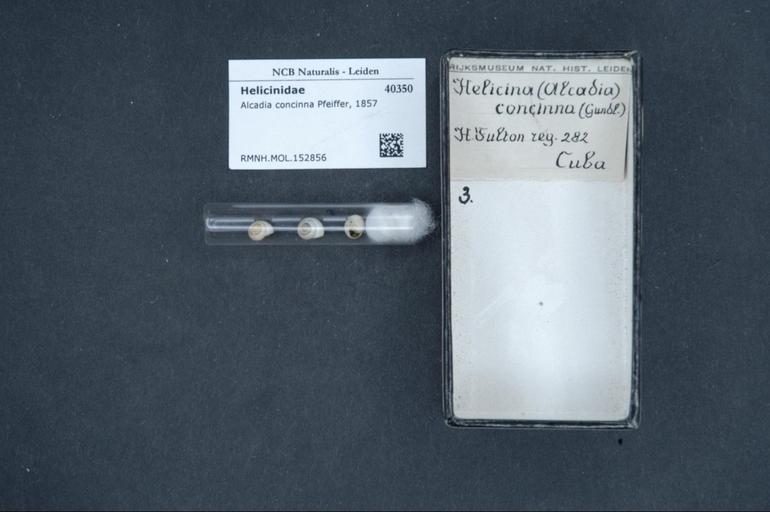 NCB Naturalis - Leiden
Helicinidae 40350
Alcadia concinna Pfeiffer, 1857
RMNH.MOL.152856
RIJKSMUSEUM NAT. HIST. LEIDEN
Helicina (Alcadia)
concinna (Gundl.)
H. Fulton reg. 282
Cuba
3.